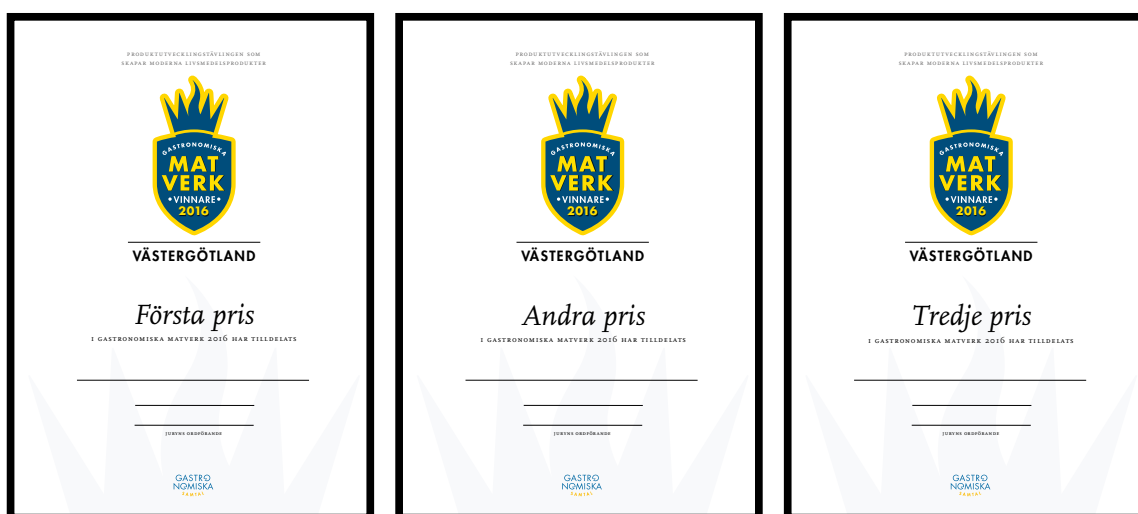 PRODUKTUTVECKLINGSTÄVLINGEN SOM
SKAPAR MODERNA LIVSMEDELSPRODUKTER
GASTRONOMISKA
MAT
VERK
•VINNARE•
2016
VÄSTERGÖTLAND
Första pris
I GASTRONOMISKA MATVERK 2016 HAR TILLDELATS
JURYNS ORDFÖRANDE
GASTRO
NOMISKA
SAMTAL
PRODUKTUTVECKLINGSTÄVLINGEN SOM
SKAPAR MODERNA LIVSMEDELSPRODUKTER
GASTRONOMISKA
MAT
VERK
•VINNARE•
2016
VÄSTERGÖTLAND
Andra pris
I GASTRONOMISKA MATVERK 2016 HAR TILLDELATS
JURYNS ORDFÖRANDE
GASTRO
NOMISKA
SAMTAL
PRODUKTUTVECKLINGSTÄVLINGEN SOM
SKAPAR MODERNA LIVSMEDELSPRODUKTER
GASTRONOMISKA
MAT
VERK
•VINNARE•
2016
VÄSTERGÖTLAND
Tredje pris
I GASTRONOMISKA MATVERK 2016 HAR TILLDELATS
JURYNS ORDFÖRANDE
GASTRO
NOMISKA
SAMTAL